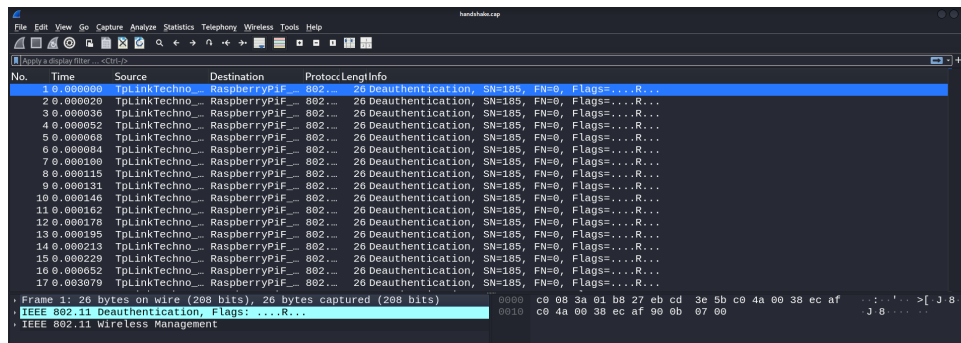 handshake.cap
File Edit View Go Capture Analyze Statistics Telephony Wireless Tools Help
Apply a display filter ... <Ctrl-/>
No. Time Source Destination Protocc Lengt Info
1 0.000000 TpLinkTechno_… RaspberryPiF_… 802.… 26 Deauthentication, SN=185, FN=0, Flags=....R...
2 0.000020 TpLinkTechno_… RaspberryPiF_… 802.… 26 Deauthentication, SN=185, FN=0, Flags=....R...
3 0.000036 TpLinkTechno_… RaspberryPiF_… 802.… 26 Deauthentication, SN=185, FN=0, Flags=....R...
4 0.000052 TpLinkTechno_… RaspberryPiF_… 802.… 26 Deauthentication, SN=185, FN=0, Flags=....R...
5 0.000068 TpLinkTechno_… RaspberryPiF_… 802.… 26 Deauthentication, SN=185, FN=0, Flags=....R...
6 0.000084 TpLinkTechno_… RaspberryPiF_… 802.… 26 Deauthentication, SN=185, FN=0, Flags=....R...
7 0.000100 TpLinkTechno_… RaspberryPiF_… 802.… 26 Deauthentication, SN=185, FN=0, Flags=....R...
8 0.000115 TpLinkTechno_… RaspberryPiF_… 802.… 26 Deauthentication, SN=185, FN=0, Flags=....R...
9 0.000131 TpLinkTechno_… RaspberryPiF_… 802.… 26 Deauthentication, SN=185, FN=0, Flags=....R...
10 0.000146 TpLinkTechno_… RaspberryPiF_… 802.… 26 Deauthentication, SN=185, FN=0, Flags=....R...
11 0.000162 TpLinkTechno_… RaspberryPiF_… 802.… 26 Deauthentication, SN=185, FN=0, Flags=....R...
12 0.000178 TpLinkTechno_… RaspberryPiF_… 802.… 26 Deauthentication, SN=185, FN=0, Flags=....R...
13 0.000195 TpLinkTechno_… RaspberryPiF_… 802.… 26 Deauthentication, SN=185, FN=0, Flags=....R...
14 0.000213 TpLinkTechno_… RaspberryPiF_… 802.… 26 Deauthentication, SN=185, FN=0, Flags=....R...
15 0.000229 TpLinkTechno_… RaspberryPiF_… 802.… 26 Deauthentication, SN=185, FN=0, Flags=....R...
16 0.000652 TpLinkTechno_… RaspberryPiF_… 802.… 26 Deauthentication, SN=185, FN=0, Flags=....R...
17 0.003079 TpLinkTechno_… RaspberryPiF_… 802.… 26 Deauthentication, SN=185, FN=0, Flags=....R...
Frame 1: 26 bytes on wire (208 bits), 26 bytes captured (208 bits)
IEEE 802.11 Deauthentication, Flags: ....R...
IEEE 802.11 Wireless Management
0000 c0 08 3a 01 b8 27 eb cd 3e 5b c0 4a 00 38 ec af ··:··'·· >[·J·8··
0010 c0 4a 00 38 ec af 90 0b 07 00 ·J·8···· ··